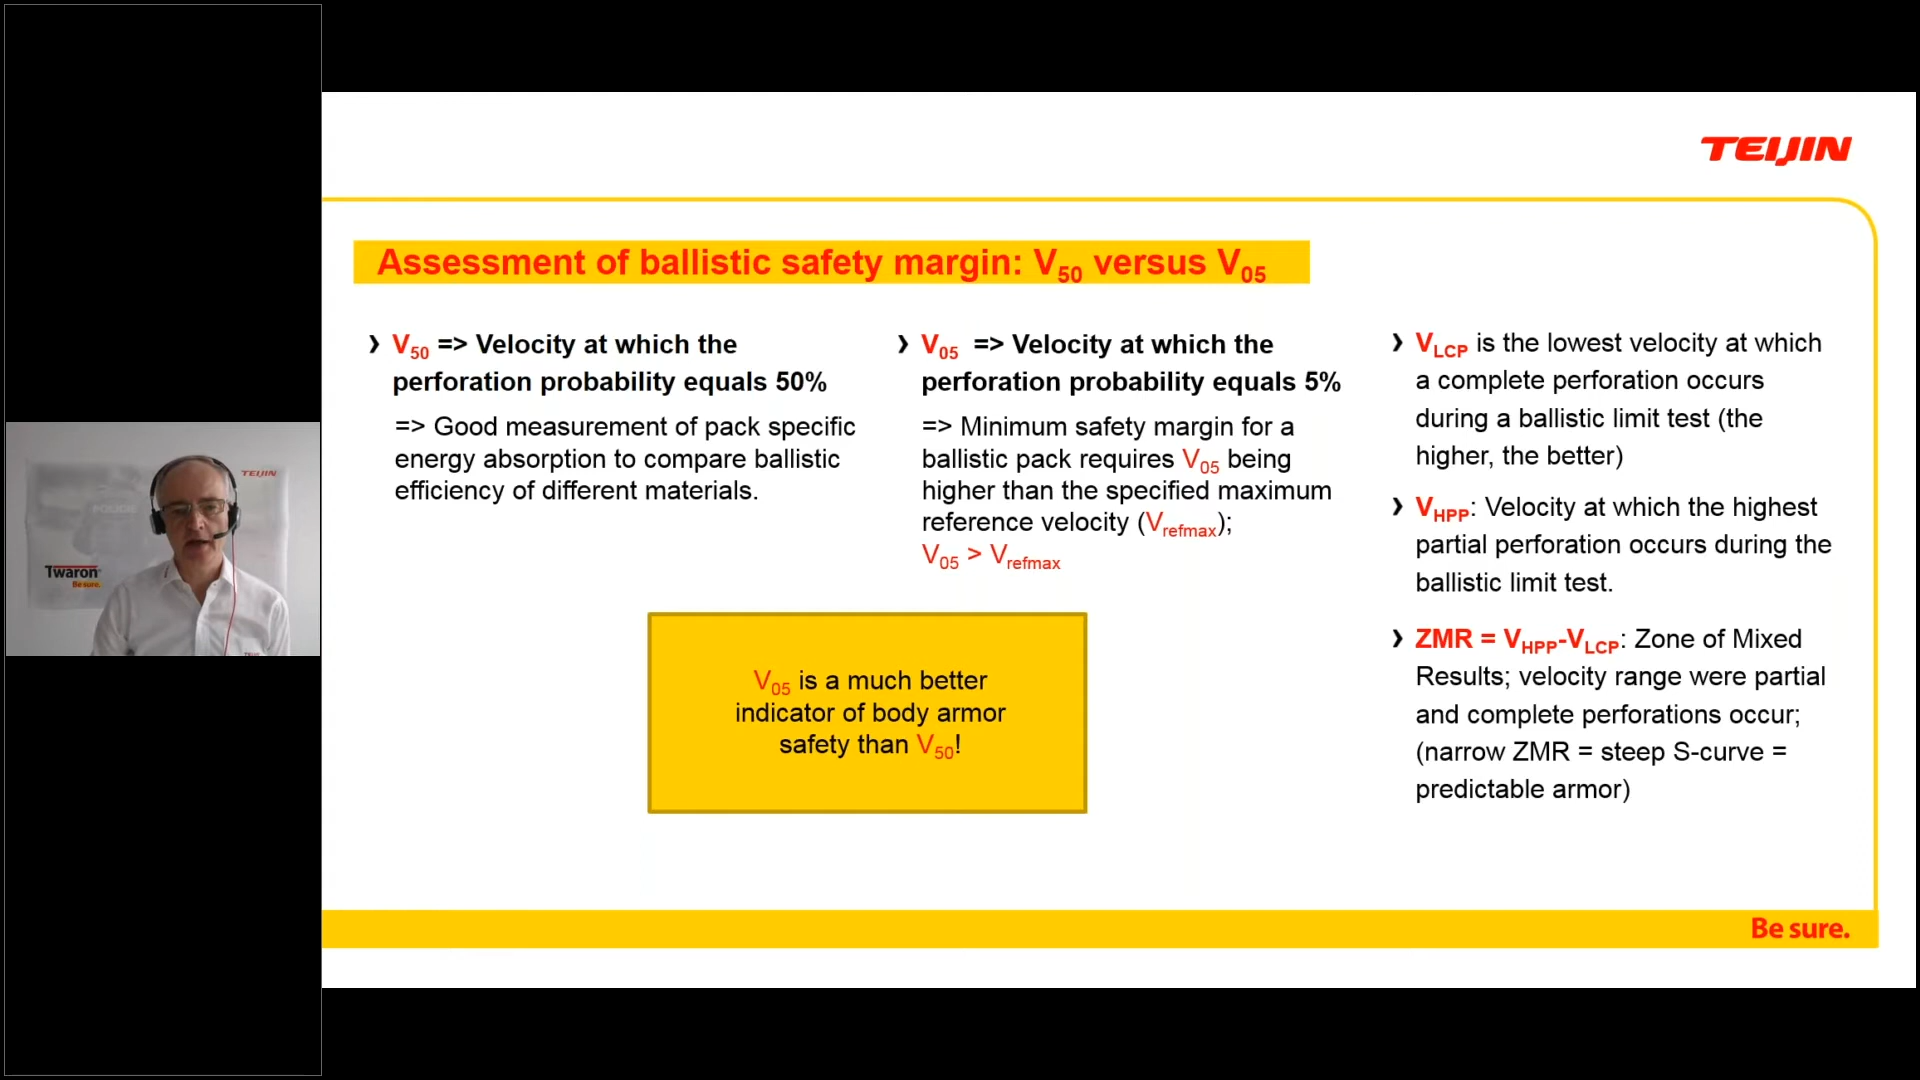 TEIJIN
Assessment of ballistic safety margin: V50 versus V05
❯ V50 => Velocity at which the
perforation probability equals 50%
=> Good measurement of pack specific
energy absorption to compare ballistic
efficiency of different materials.
❯ V05 => Velocity at which the
perforation probability equals 5%
=> Minimum safety margin for a
ballistic pack requires V05 being
higher than the specified maximum
reference velocity (Vrefmax);
V05 > Vrefmax
V05 is a much better
indicator of body armor
safety than V50!
❯ VLCP is the lowest velocity at which
a complete perforation occurs
during a ballistic limit test (the
higher, the better)
❯ VHPP: Velocity at which the highest
partial perforation occurs during the
ballistic limit test.
❯ ZMR = VHPP-VLCP: Zone of Mixed
Results; velocity range were partial
and complete perforations occur;
(narrow ZMR = steep S-curve =
predictable armor)
Be sure.
TEIJIN
POLICE
Twaron
Be sure.